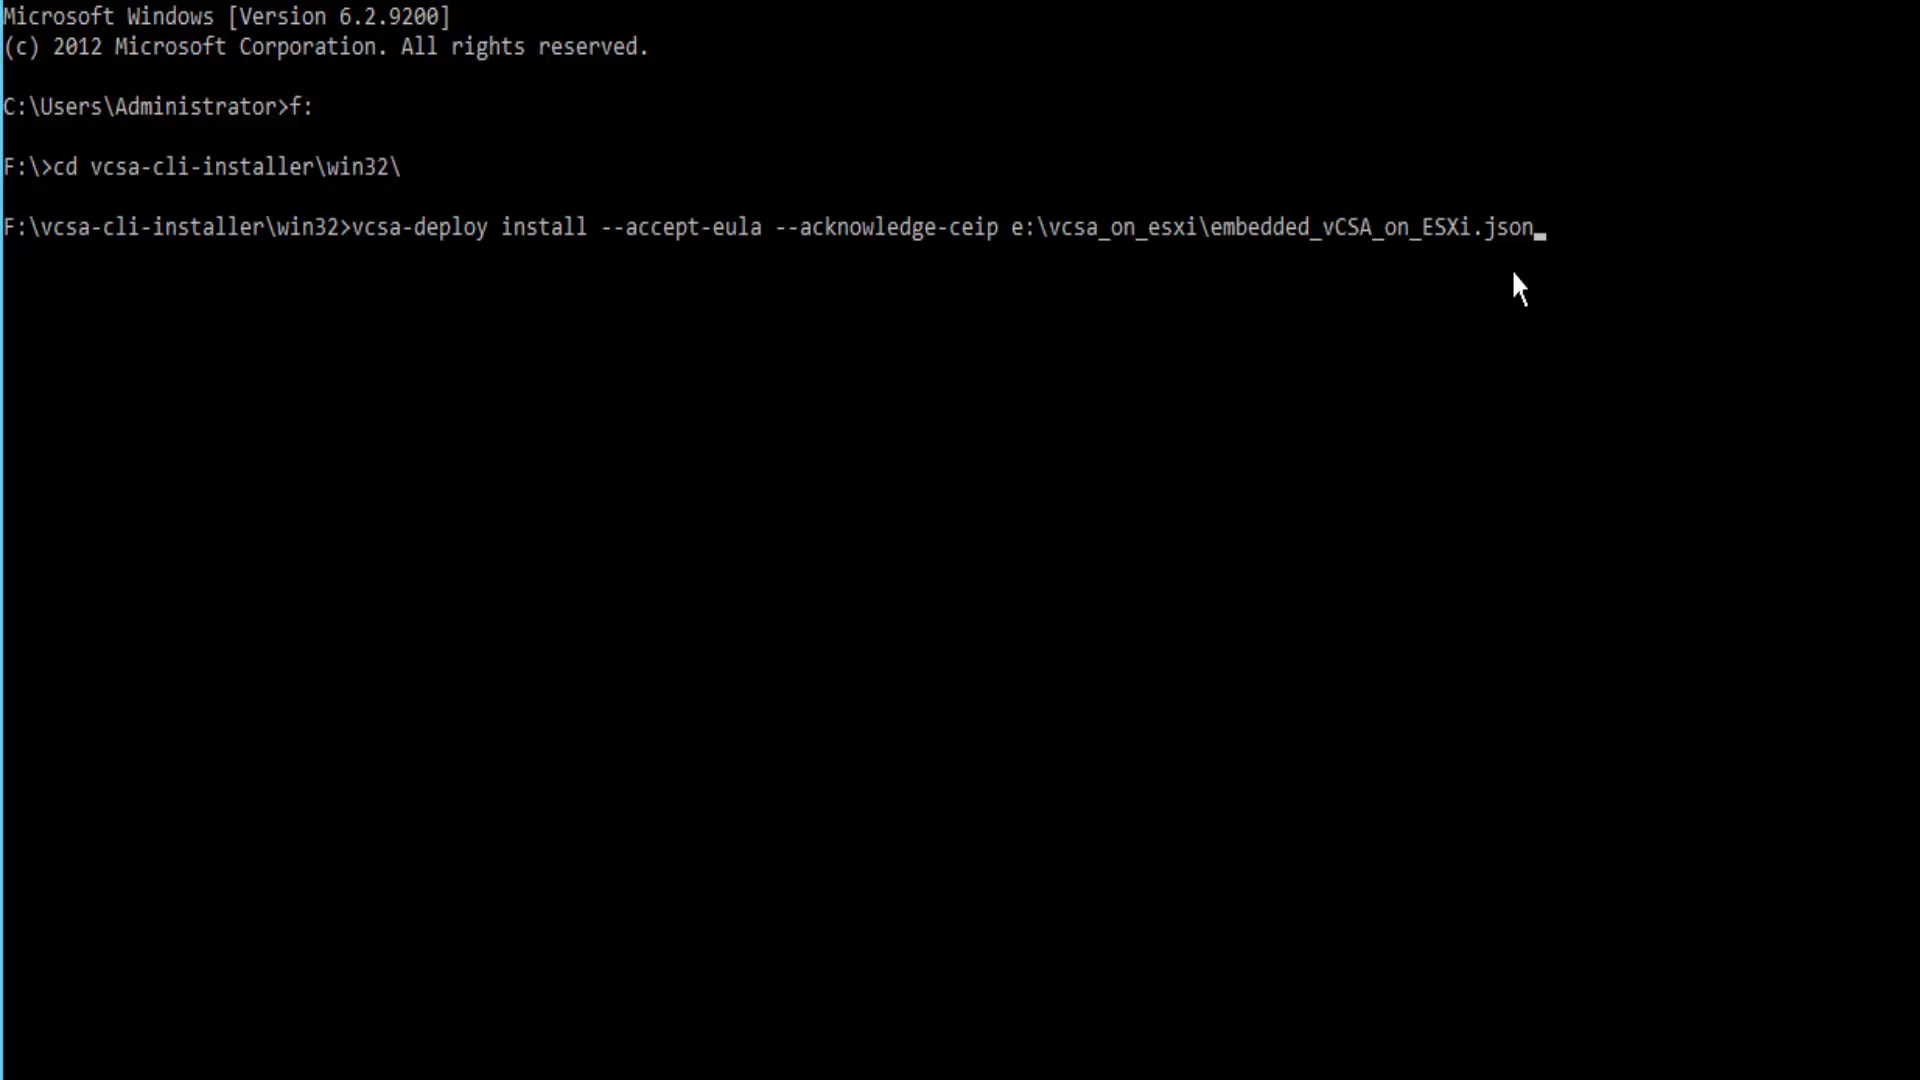 Microsoft Windows [Version 6.2.9200]
(c) 2012 Microsoft Corporation. All rights reserved.
C:\Users\Administrator>f:
F:\>cd vcsa-cli-installer\win32\
F:\vcsa-cli-installer\win32>vcsa-deploy install --accept-eula --acknowledge-ceip e:\vcsa_on_esxi\embedded_vCSA_on_ESXi.json